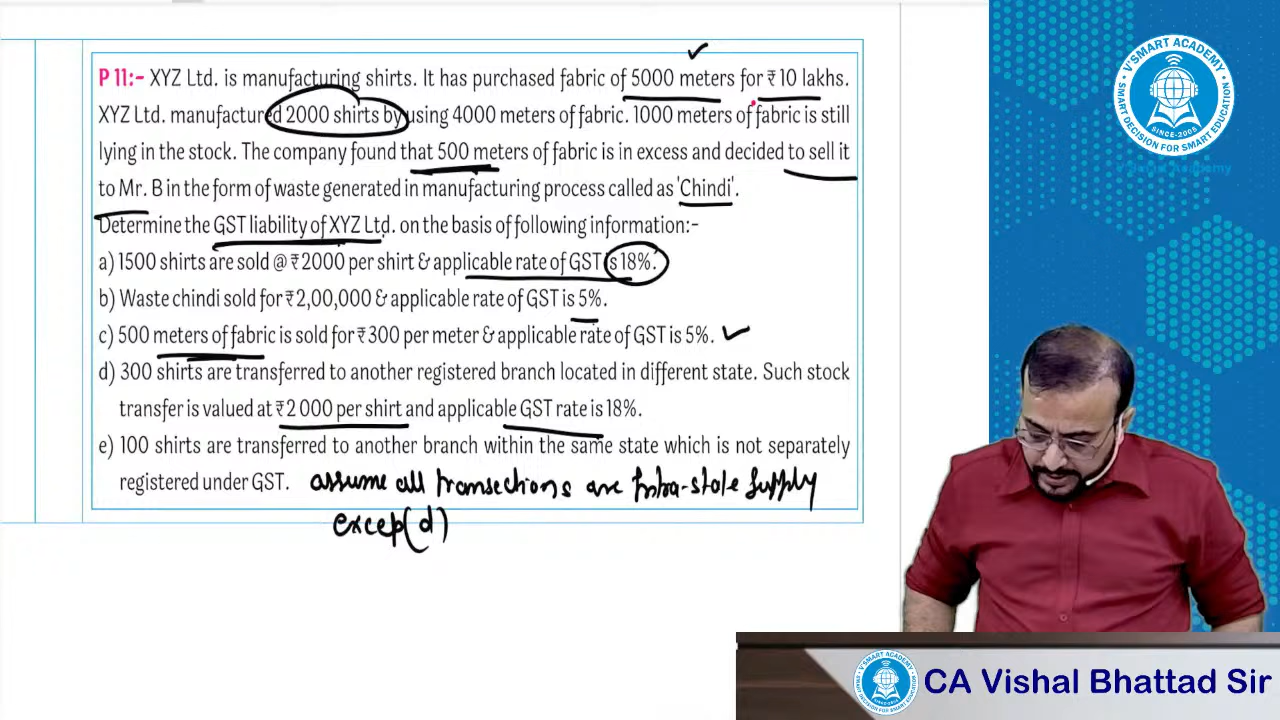 P 11:- XYZ Ltd. is manufacturing shirts. It has purchased fabric of 5000 meters for ₹ 10 lakhs.
XYZ Ltd. manufactured 2000 shirts by using 4000 meters of fabric. 1000 meters of fabric is still
lying in the stock. The company found that 500 meters of fabric is in excess and decided to sell it
to Mr. B in the form of waste generated in manufacturing process called as 'Chindi'.
Determine the GST liability of XYZ Ltd. on the basis of following information:-
a) 1500 shirts are sold @ ₹2000 per shirt & applicable rate of GST is 18%.
b) Waste chindi sold for ₹ 2,00,000 & applicable rate of GST is 5%.
c) 500 meters of fabric is sold for ₹ 300 per meter & applicable rate of GST is 5%.
d) 300 shirts are transferred to another registered branch located in different state. Such stock
transfer is valued at ₹ 2 000 per shirt and applicable GST rate is 18%.
e) 100 shirts are transferred to another branch within the same state which is not separately
registered under GST. assume all transections are Intra-state supply
excep(d)
V'SMART ACADEMY
SMART DECISION FOR SMART EDUCATION
SINCE-2005
V'Smart Academy
V'SMART ACADEMY
CA Vishal Bhattad Sir